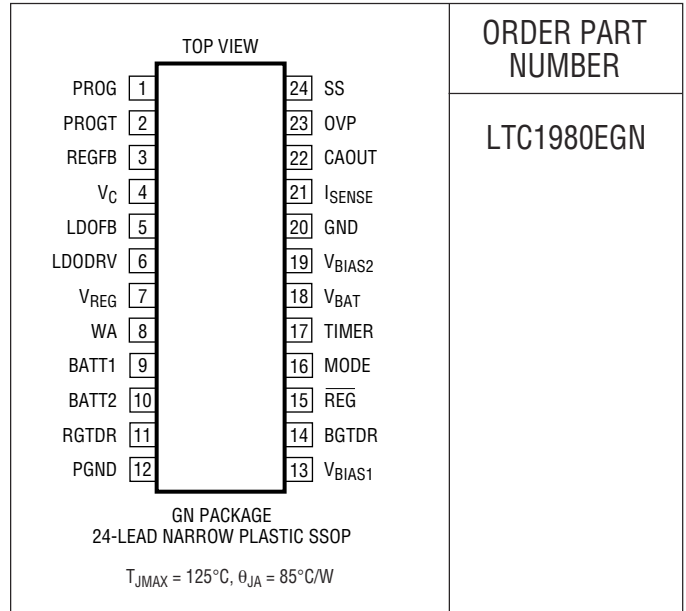 TOP VIEW
PROG 1
PROGT 2
REGFB 3
VC 4
LDOFB 5
LDODRV 6
VREG 7
WA 8
BATT1 9
BATT2 10
RGTDR 11
PGND 12
24 SS
23 OVP
22 CAOUT
21 ISENSE
20 GND
19 VBIAS2
18 VBAT
17 TIMER
16 MODE
15 REG
14 BGTDR
13 VBIAS1
GN PACKAGE
24-LEAD NARROW PLASTIC SSOP
TJMAX = 125°C, θJA = 85°C/W
ORDER PART
NUMBER
LTC1980EGN